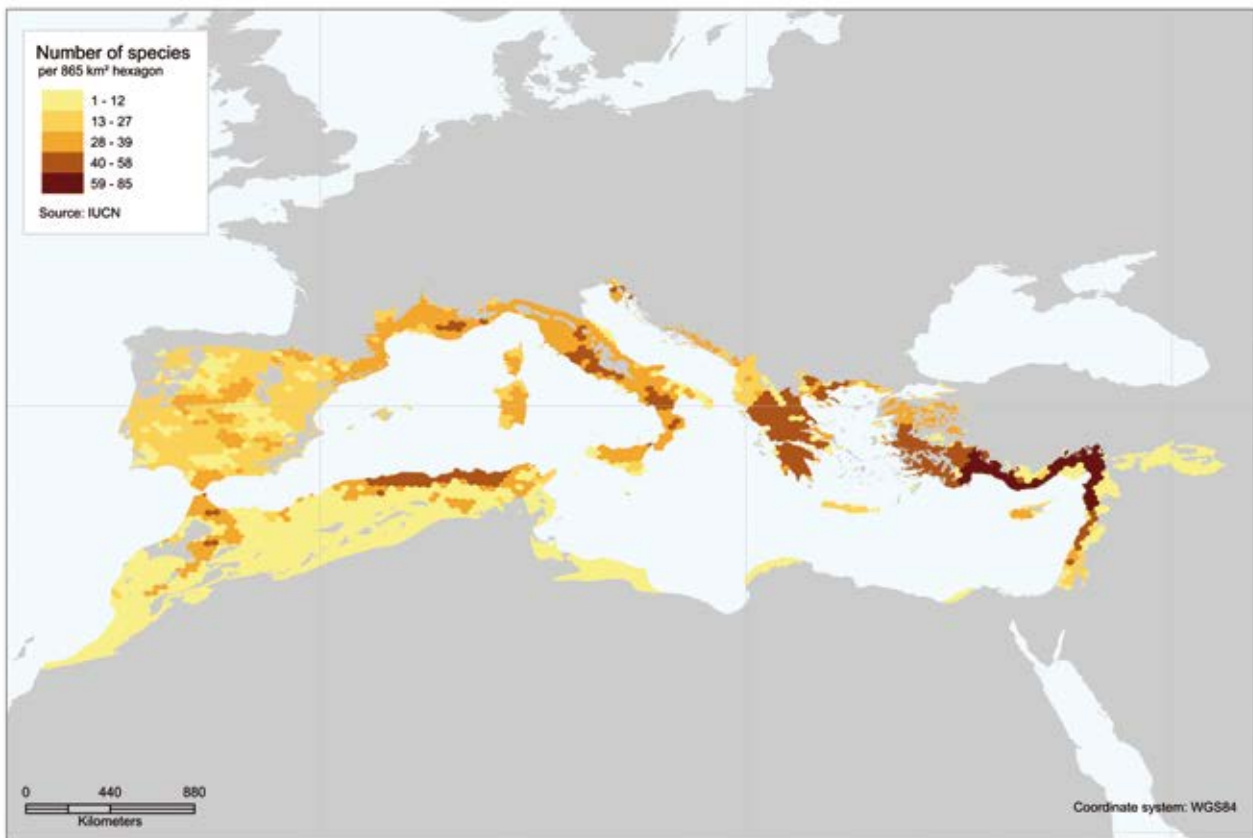 Number of species
per 865 km² hexagon
1 - 12
13 - 27
28 - 39
40 - 58
59 - 85
Source: IUCN
0 440 880
Kilometers
Coordinate system: WGS84